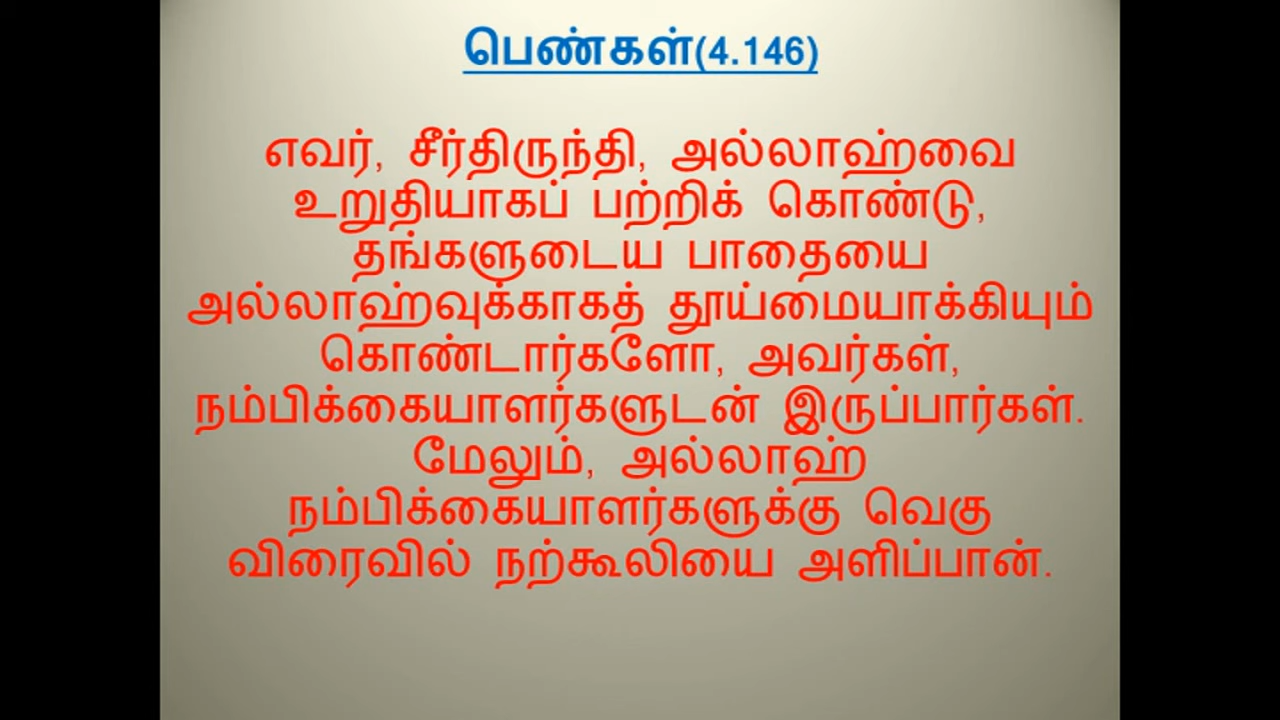 பெண்கள்(4.146)
எவர், சீர்திருந்தி, அல்லாஹ்வை
உறுதியாகப் பற்றிக் கொண்டு,
தங்களுடைய பாதையை
அல்லாஹ்வுக்காகத் தூய்மையாக்கியும்
கொண்டார்களோ, அவர்கள்,
நம்பிக்கையாளர்களுடன் இருப்பார்கள்.
மேலும், அல்லாஹ்
நம்பிக்கையாளர்களுக்கு வெகு
விரைவில் நற்கூலியை அளிப்பான்.